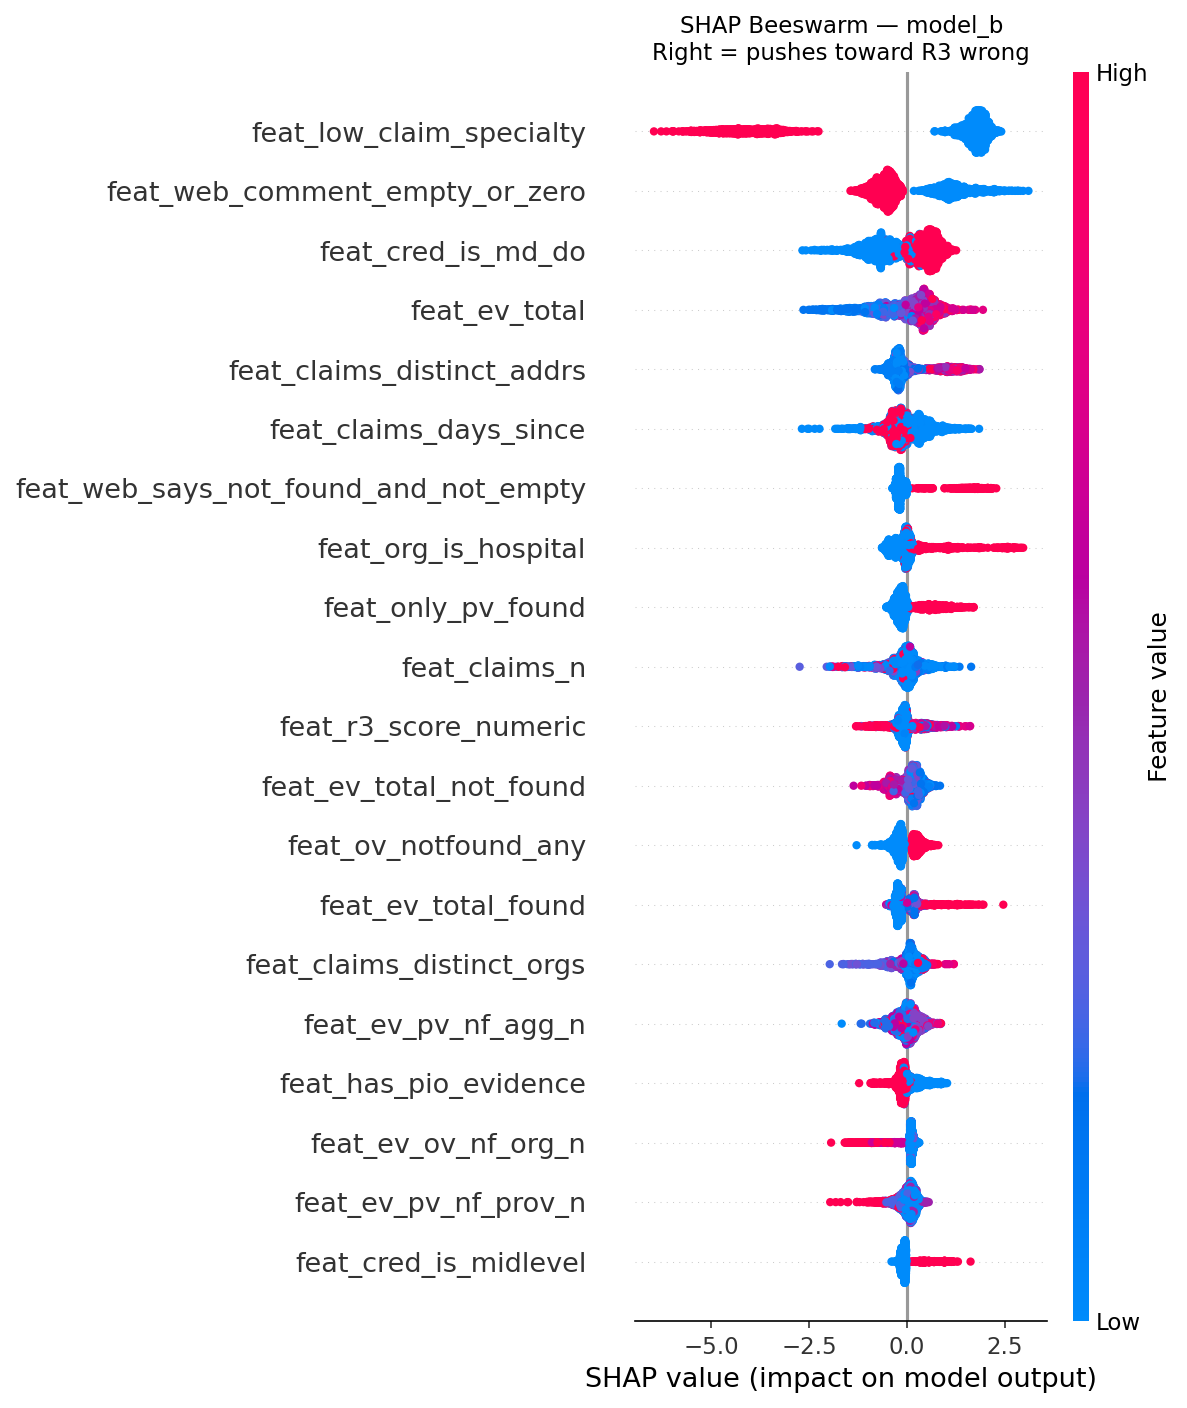 SHAP Beeswarm — model_b
Right = pushes toward R3 wrong
High
feat_low_claim_specialty
feat_web_comment_empty_or_zero
feat_cred_is_md_do
feat_ev_total
feat_claims_distinct_addrs
feat_claims_days_since
feat_web_says_not_found_and_not_empty
feat_org_is_hospital
feat_only_pv_found
feat_claims_n
feat_r3_score_numeric
feat_ev_total_not_found
feat_ov_notfound_any
feat_ev_total_found
feat_claims_distinct_orgs
feat_ev_pv_nf_agg_n
feat_has_pio_evidence
feat_ev_ov_nf_org_n
feat_ev_pv_nf_prov_n
feat_cred_is_midlevel
Feature value
Low
−5.0 −2.5 0.0 2.5
SHAP value (impact on model output)